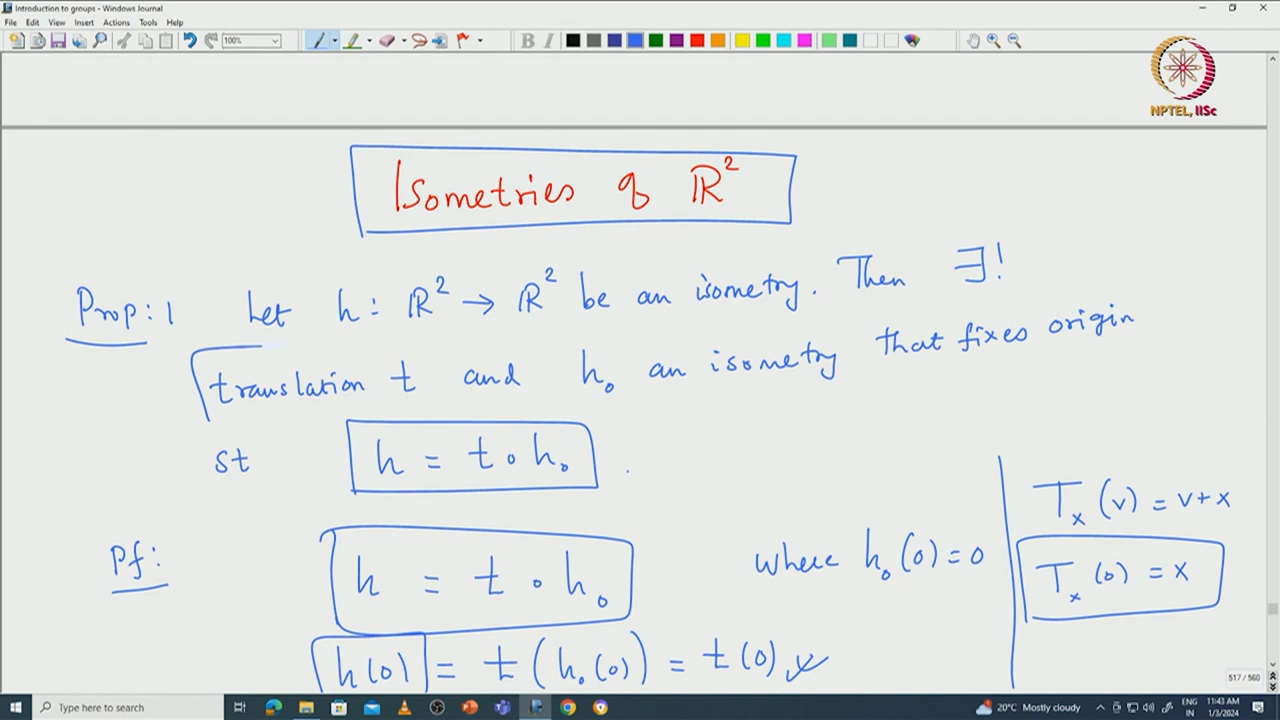 Introduction to groups - Windows Journal
File Edit View Insert Actions Tools Help
100%
NPTEL, IISc
Isometries of ℝ²
Prop: 1 Let h: ℝ² → ℝ² be an isometry. Then ∃!
translation t and h₀ an isometry that fixes origin
st h = t ∘ h₀ .
Pf: h = t ∘ h₀ where h₀(0) = 0
h(0) = t(h₀(0)) = t(0)
Tₓ(v) = v + x
Tₓ(0) = x
517 / 560
Type here to search
20°C Mostly cloudy
ENG
IN
11:43 AM
1/3/2024